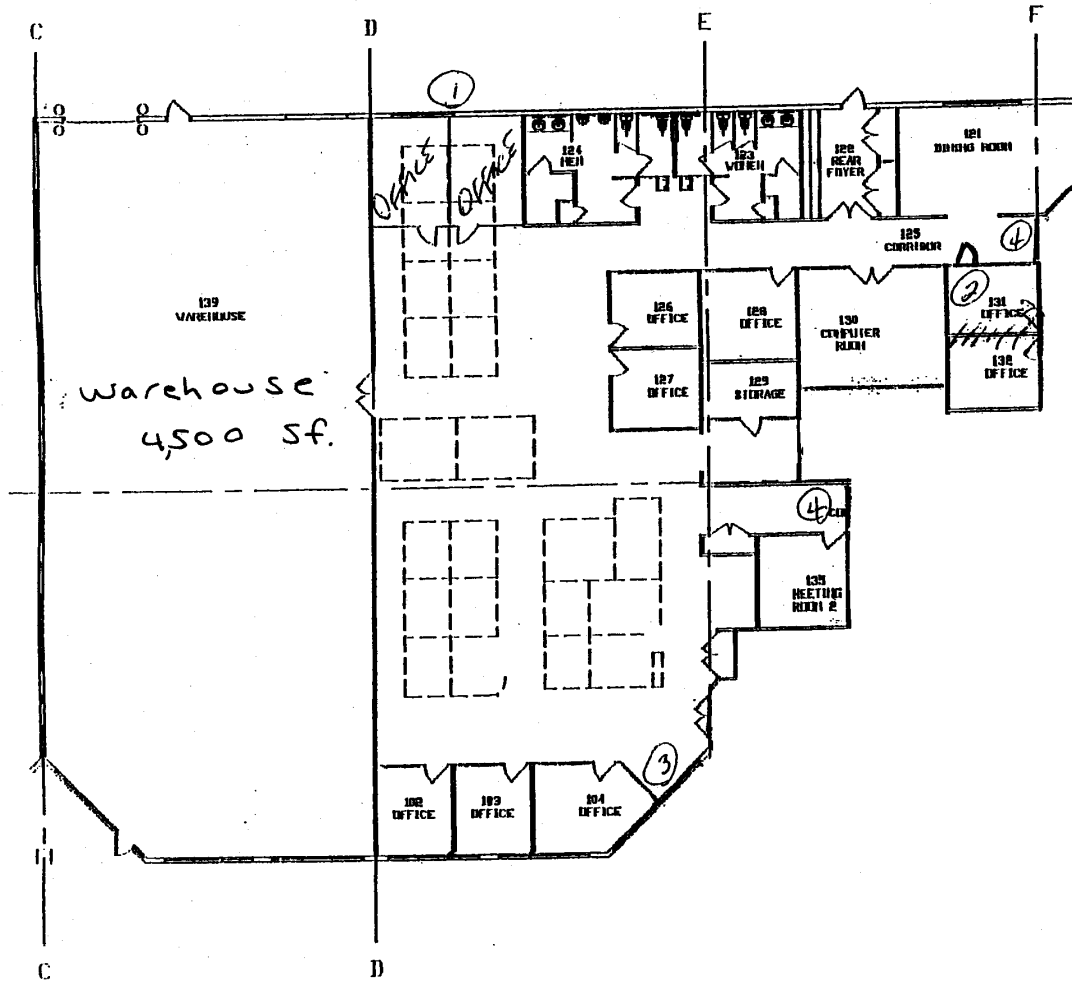 C
D
E
F
1
OFFICE
OFFICE
124
MEN
123
WOMEN
122
REAR
FOYER
121
DINING ROOM
125
CORRIDOR
4
2
131
OFFICE
132
OFFICE
126
OFFICE
128
OFFICE
130
COMPUTER
ROOM
127
OFFICE
129
STORAGE
139
WAREHOUSE
warehouse
4,500 sf.
4
135
MEETING
ROOM 2
3
102
OFFICE
103
OFFICE
104
OFFICE
C
D